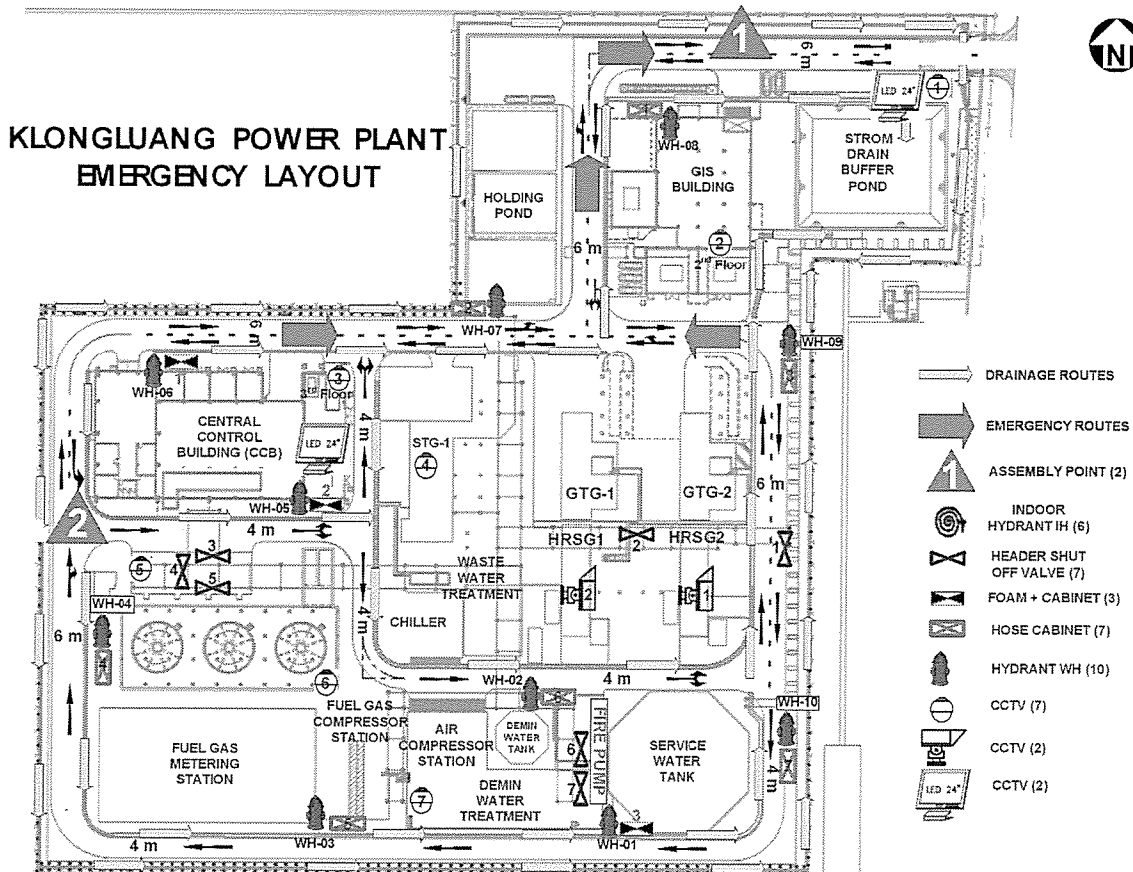 KLONGLUANG POWER PLANT
EMERGENCY LAYOUT
N
1
6 m
LED 24"
1
STROM
DRAIN
BUFFER
POND
WH-08
GIS
BUILDING
HOLDING
POND
6 m
2
2nd Floor
WH-07
6 m
WH-09
WH-06
1
3
3rd Floor
CENTRAL
CONTROL
BUILDING (CCB)
LED 24"
4 m
STG-1
4
WH-05
2
GTG-1
GTG-2
6 m
2
4 m
HRSG1
2
HRSG2
1
3
4
5
5
WASTE
WATER
TREATMENT
2
1
WH-04
4
6 m
4 m
CHILLER
WH-02
4 m
6
WH-10
FUEL GAS
COMPRESSOR
STATION
AIR
COMPRESSOR
STATION
DEMIN
WATER
TANK
6
7
FIRE PUMP
SERVICE
WATER
TANK
FUEL GAS
METERING
STATION
DEMIN
WATER
TREATMENT
7
4 m
WH-03
WH-01
3
4 m
DRAINAGE ROUTES
EMERGENCY ROUTES
1
ASSEMBLY POINT (2)
INDOOR
HYDRANT IH (6)
HEADER SHUT
OFF VALVE (7)
FOAM + CABINET (3)
HOSE CABINET (7)
HYDRANT WH (10)
CCTV (7)
CCTV (2)
LED 24"
CCTV (2)